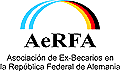 AeRFA
Asociación de Ex-Becarios en
la República Federal de Alemania